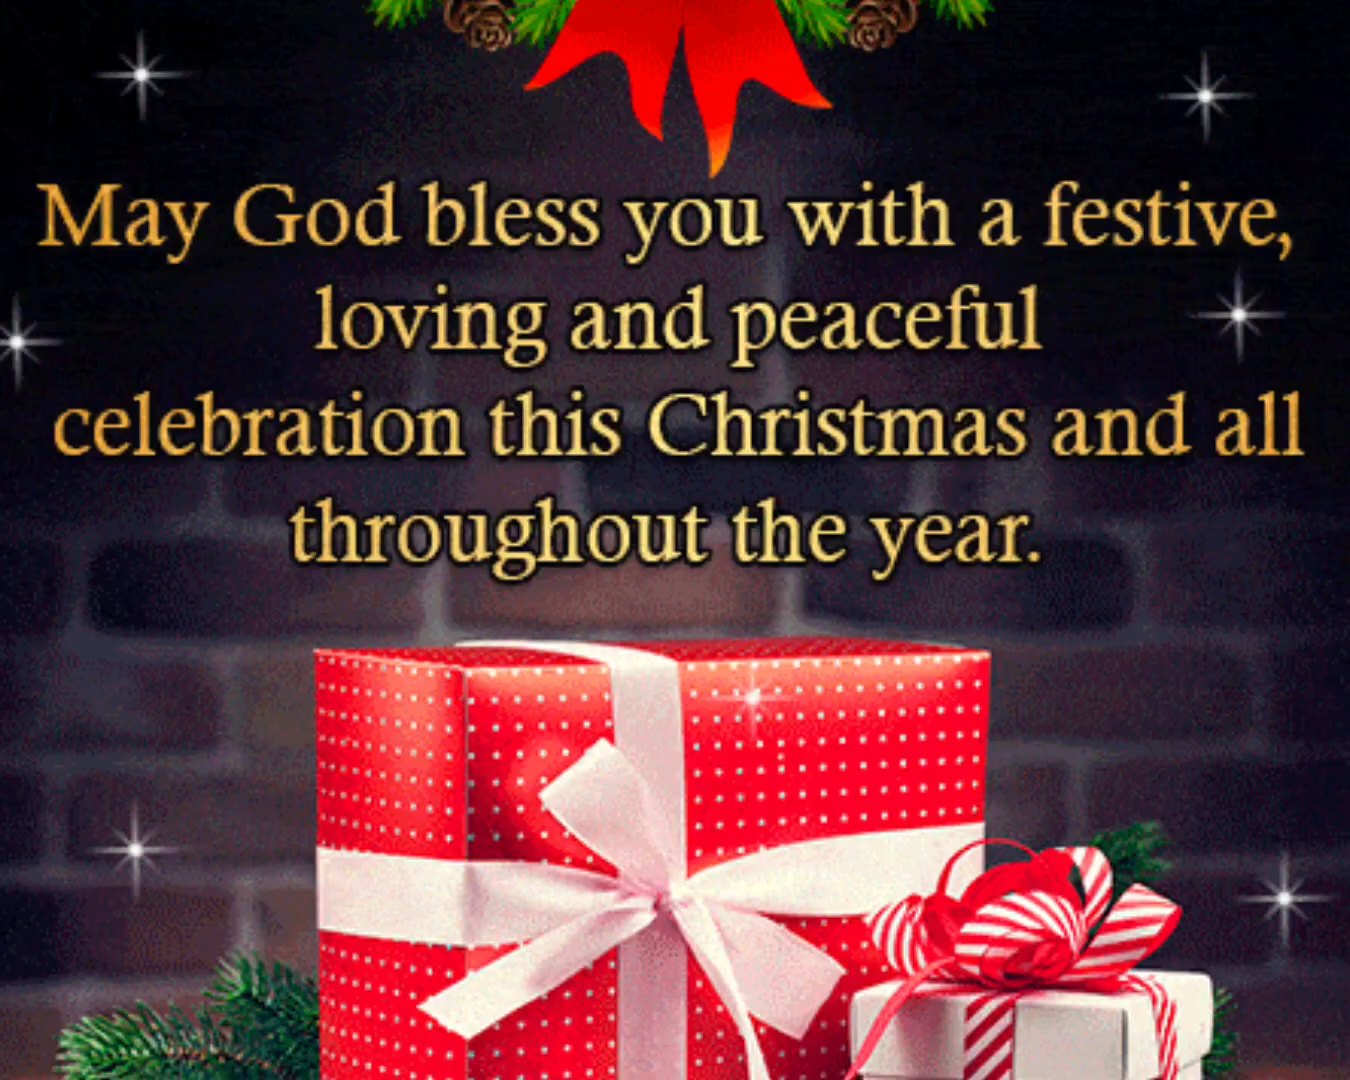 May God bless you with a festive,
loving and peaceful
celebration this Christmas and all
throughout the year.